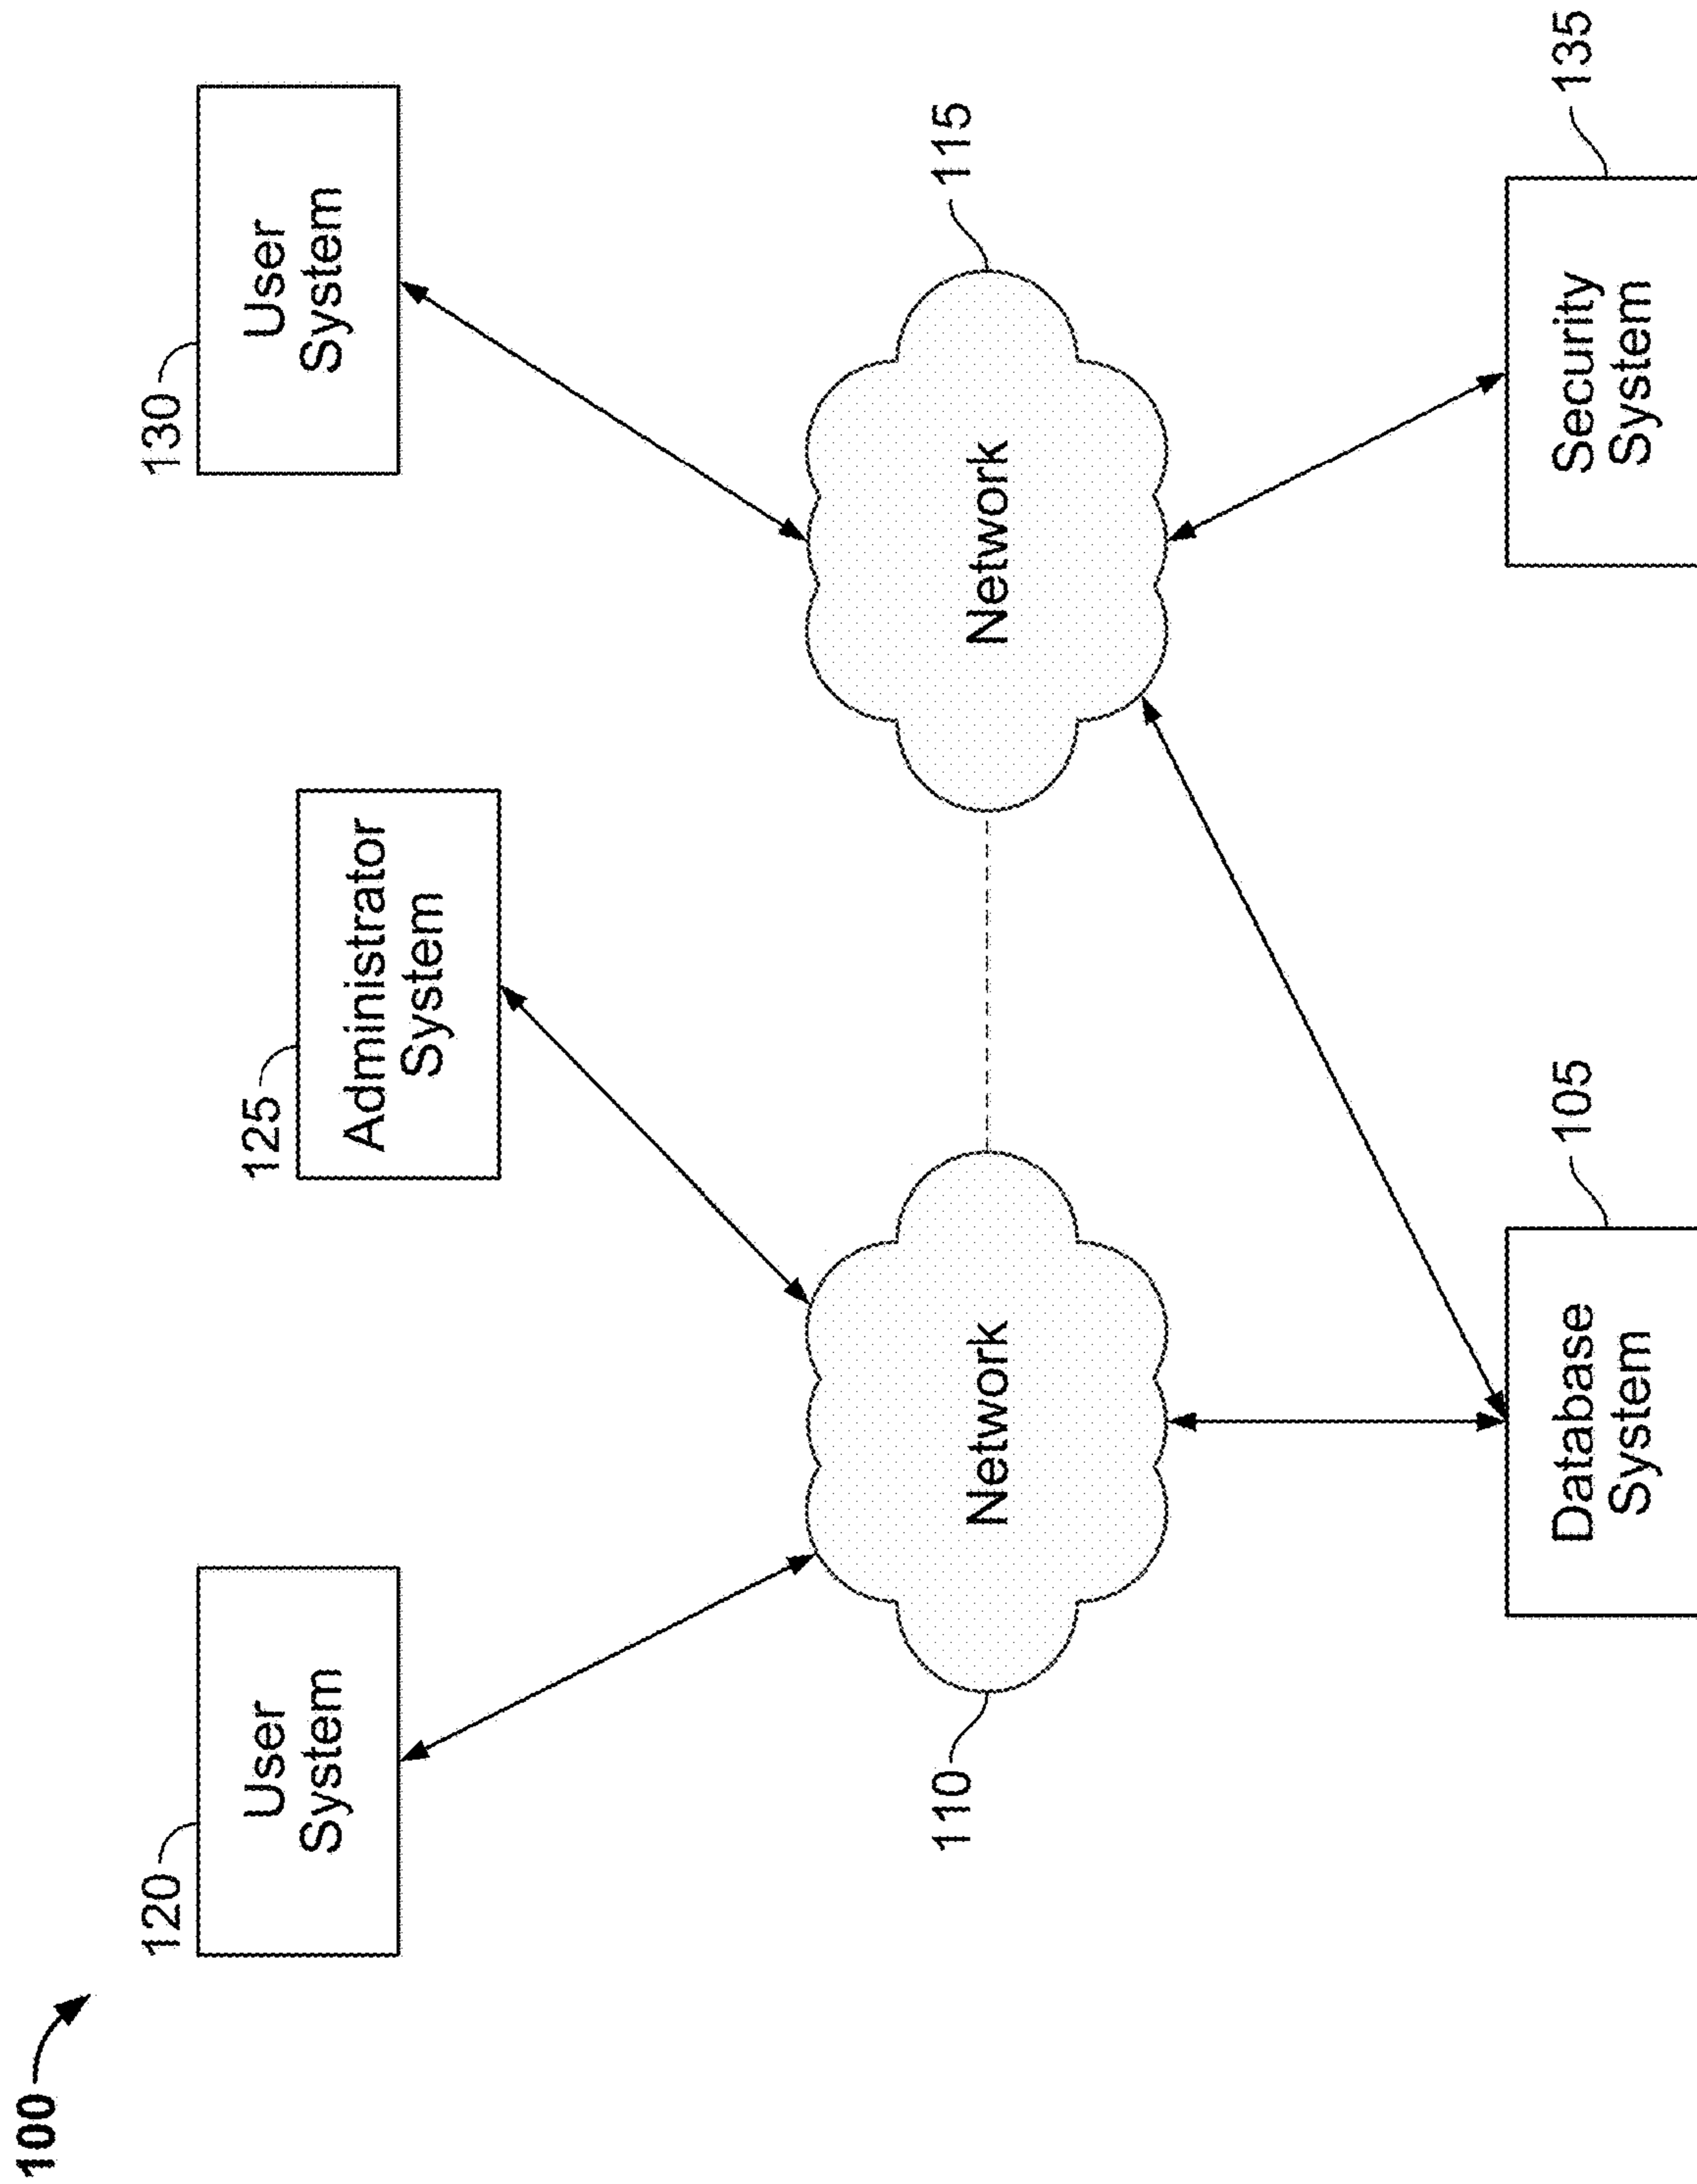 100
120
User
System
125
Administrator
System
130
User
System
110
Network
Network
115
Database
System
105
Security
System
135